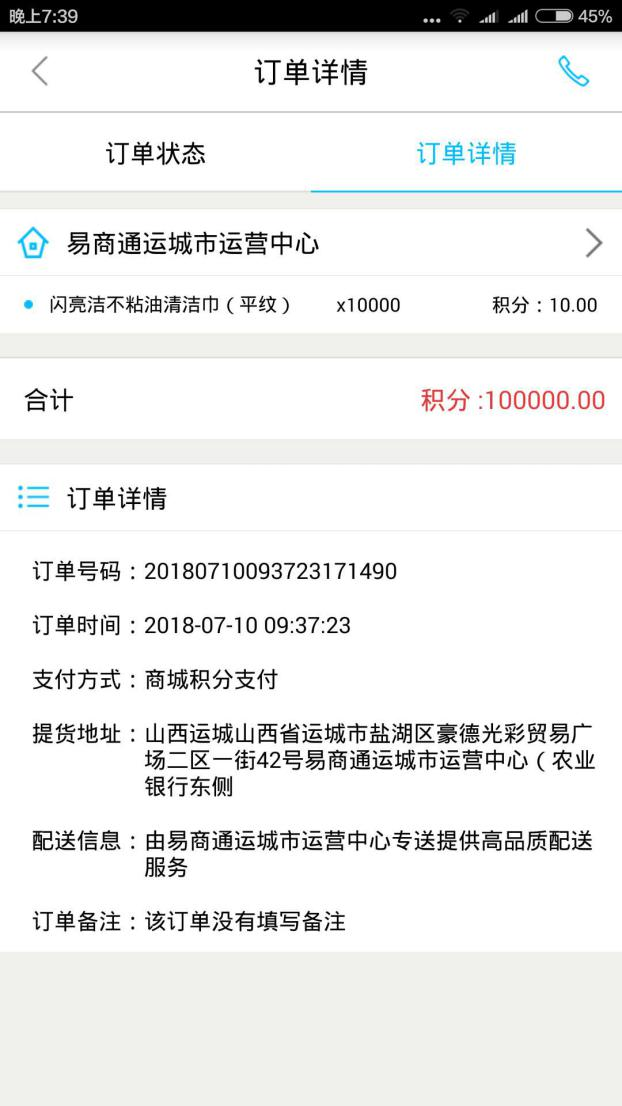 晚上7:39
45%
订单详情
订单状态
订单详情
易商通运城市运营中心
闪亮洁不粘油清洁巾（平纹） x10000 积分：10.00
合计 积分 :100000.00
订单详情
订单号码：20180710093723171490
订单时间：2018-07-10 09:37:23
支付方式：商城积分支付
提货地址：山西运城山西省运城市盐湖区豪德光彩贸易广
场二区一街42号易商通运城市运营中心（农业
银行东侧
配送信息：由易商通运城市运营中心专送提供高品质配送
服务
订单备注：该订单没有填写备注